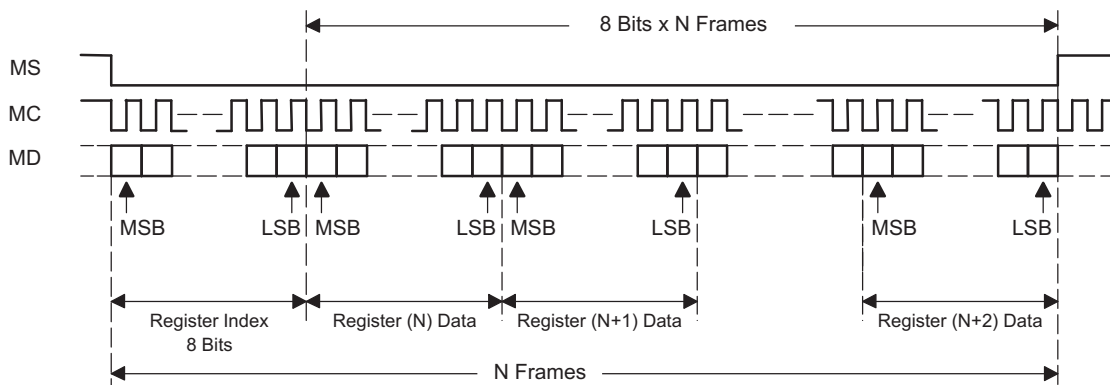 8 Bits x N Frames
MS
MC
MD
MSB
LSB
MSB
LSB
MSB
LSB
MSB
LSB
Register Index
8 Bits
Register (N) Data
Register (N+1) Data
Register (N+2) Data
N Frames